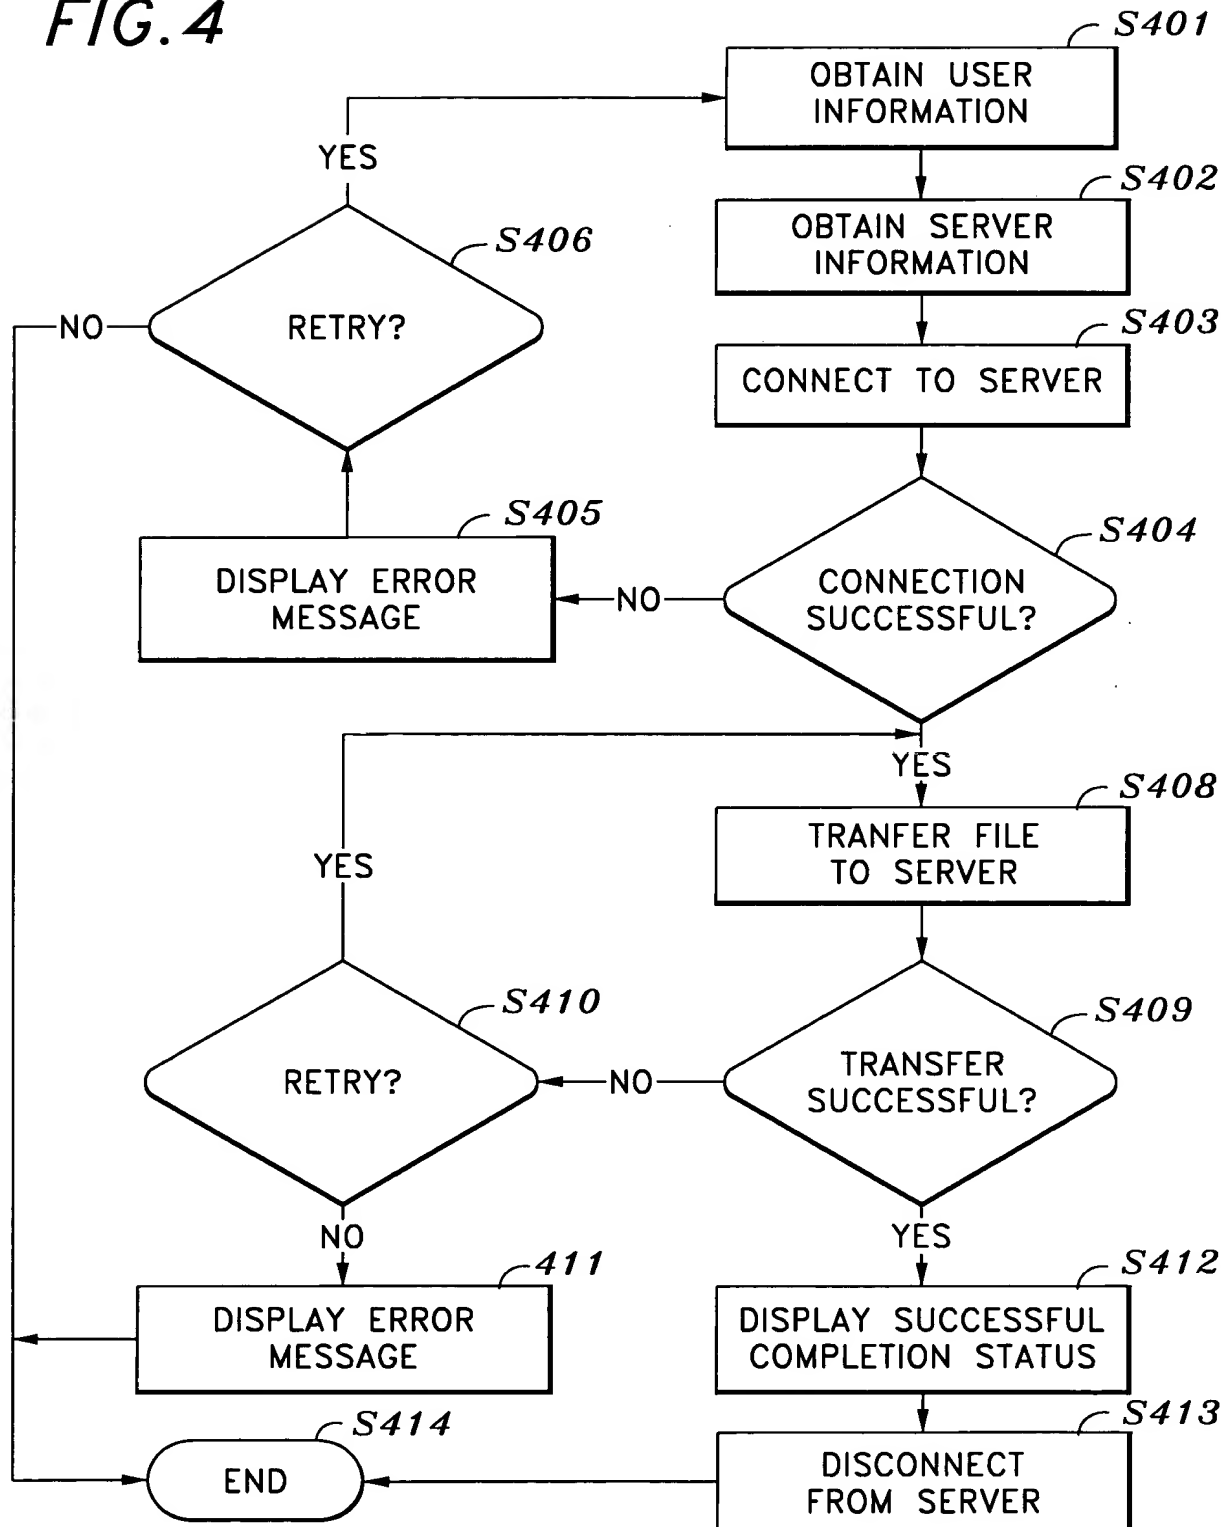 FIG. 4
S401
OBTAIN USER
INFORMATION
YES
S402
OBTAIN SERVER
INFORMATION
S406
RETRY?
NO
S403
CONNECT TO SERVER
S405
DISPLAY ERROR
MESSAGE
S404
CONNECTION
SUCCESSFUL?
NO
YES
S408
TRANFER FILE
TO SERVER
YES
S410
RETRY?
S409
TRANSFER
SUCCESSFUL?
NO
NO
YES
411
DISPLAY ERROR
MESSAGE
S412
DISPLAY SUCCESSFUL
COMPLETION STATUS
S414
END
S413
DISCONNECT
FROM SERVER